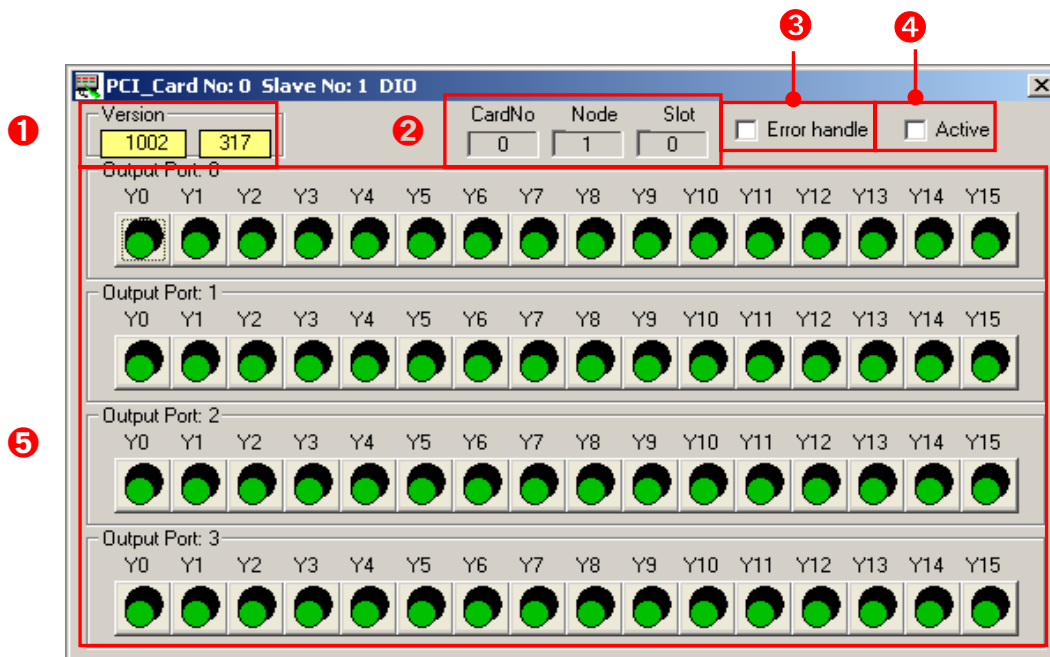 ❸ ❹
PCI_Card No: 0 Slave No: 1 DIO
❶ Version ❷ CardNo Node Slot
1002 317 0 1 0 Error handle Active
Output Port: 0
Y0 Y1 Y2 Y3 Y4 Y5 Y6 Y7 Y8 Y9 Y10 Y11 Y12 Y13 Y14 Y15
Output Port: 1
Y0 Y1 Y2 Y3 Y4 Y5 Y6 Y7 Y8 Y9 Y10 Y11 Y12 Y13 Y14 Y15
Output Port: 2
❺ Y0 Y1 Y2 Y3 Y4 Y5 Y6 Y7 Y8 Y9 Y10 Y11 Y12 Y13 Y14 Y15
Output Port: 3
Y0 Y1 Y2 Y3 Y4 Y5 Y6 Y7 Y8 Y9 Y10 Y11 Y12 Y13 Y14 Y15